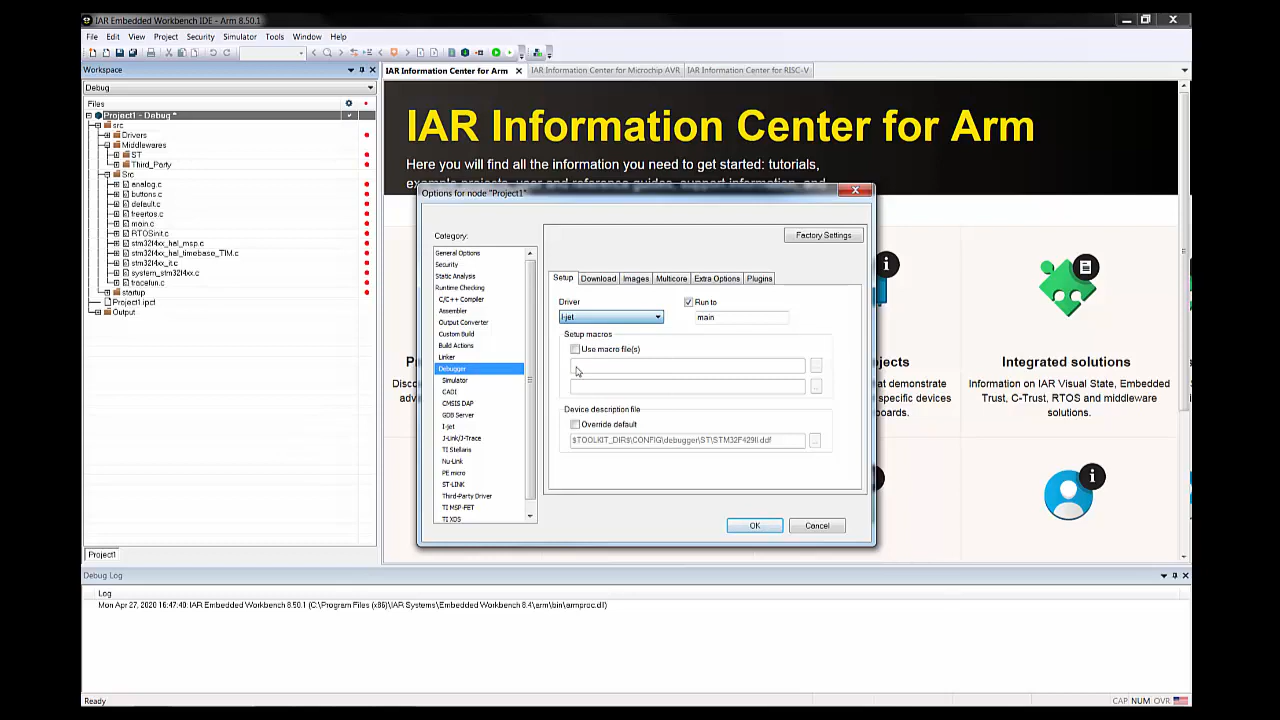 IAR Embedded Workbench IDE - Arm 8.50.1
File Edit View Project Security Simulator Tools Window Help
Workspace
IAR Information Center for Arm
IAR Information Center for Microchip AVR
IAR Information Center for RISC-V
Debug
Files
Project1 - Debug *
src
Drivers
Middlewares
ST
Third_Party
Src
analog.c
buttons.c
default.c
freertos.c
main.c
RTOSinit.c
stm32l4xx_hal_msp.c
stm32l4xx_hal_timebase_TIM.c
stm32l4xx_it.c
system_stm32l4xx.c
tracefun.c
startup
Project1.ipcf
Output
Project1
IAR Information Center for Arm
Here you will find all the information you need to get started: tutorials,
Options for node "Project1"
Category:
General Options
Security
Static Analysis
Runtime Checking
C/C++ Compiler
Assembler
Output Converter
Custom Build
Build Actions
Linker
Debugger
Simulator
CADI
CMSIS DAP
GDB Server
I-jet
J-Link/J-Trace
TI Stellaris
Nu-Link
PE micro
ST-LINK
Third-Party Driver
TI MSP-FET
TI XDS
Factory Settings
Setup Download Images Multicore Extra Options Plugins
Driver
I-jet
Run to
main
Setup macros
Use macro file(s)
Device description file
Override default
$TOOLKIT_DIR$\CONFIG\debugger\ST\STM32F429II.ddf
OK
Cancel
Integrated solutions
Information on IAR Visual State, Embedded
Trust, C-Trust, RTOS and middleware
solutions.
Debug Log
Log
Mon Apr 27, 2020 16:47:40: IAR Embedded Workbench 8.50.1 (C:\Program Files (x86)\IAR Systems\Embedded Workbench 8.4\arm\bin\armproc.dll)
Ready
CAP NUM OVR